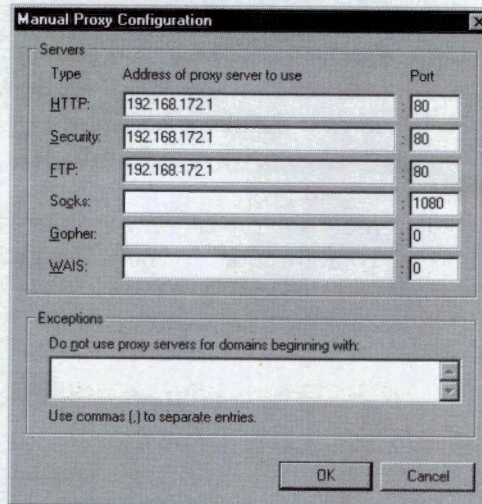 Manual Proxy Configuration
Servers
Type Address of proxy server to use Port
HTTP: 192.168.172.1 : 80
Security: 192.168.172.1 : 80
FTP: 192.168.172.1 : 80
Socks: : 1080
Gopher: : 0
WAIS: : 0
Exceptions
Do not use proxy servers for domains beginning with:
Use commas (,) to separate entries.
OK Cancel